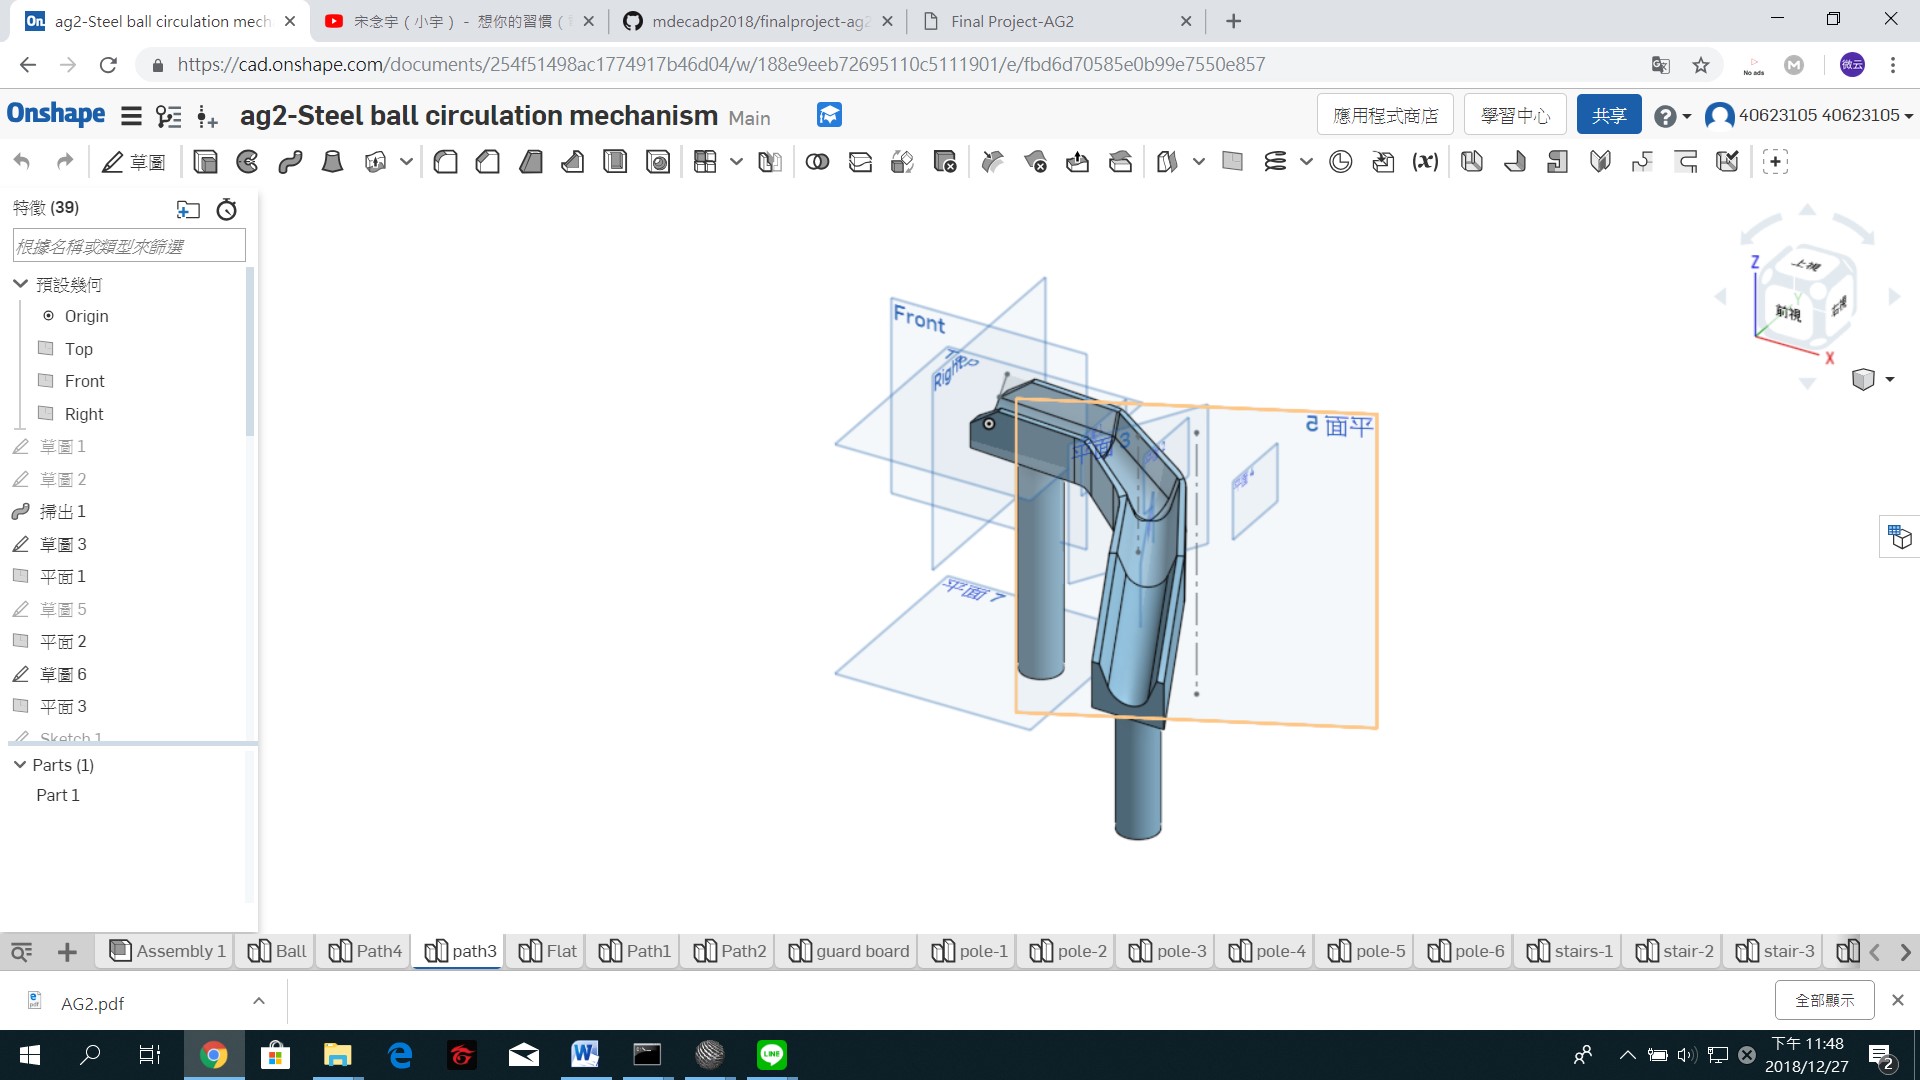 ag2-Steel ball circulation mech
宋念宇（小宇） - 想你的習慣（
mdecadp2018/finalproject-ag2
Final Project-AG2
https://cad.onshape.com/documents/254f51498ac1774917b46d04/w/188e9eeb72695110c5111901/e/fbd6d70585e0b99e7550e857
No ads
M
微云
Onshape
ag2-Steel ball circulation mechanism Main
應用程式商店
學習中心
共享
40623105 40623105
草圖
(x)
特徵 (39)
根據名稱或類型來篩選
預設幾何
Origin
Top
Front
Right
草圖 1
草圖 2
掃出 1
草圖 3
平面 1
草圖 5
平面 2
草圖 6
平面 3
Sketch 1
Parts (1)
Part 1
Front
Top
Right
平面 5
平面 3
平面 7
Z
上視
前視
右視
Y
X
Assembly 1
Ball
Path4
path3
Flat
Path1
Path2
guard board
pole-1
pole-2
pole-3
pole-4
pole-5
pole-6
stairs-1
stair-2
stair-3
AG2.pdf
全部顯示
LINE
下午 11:48
2018/12/27
2